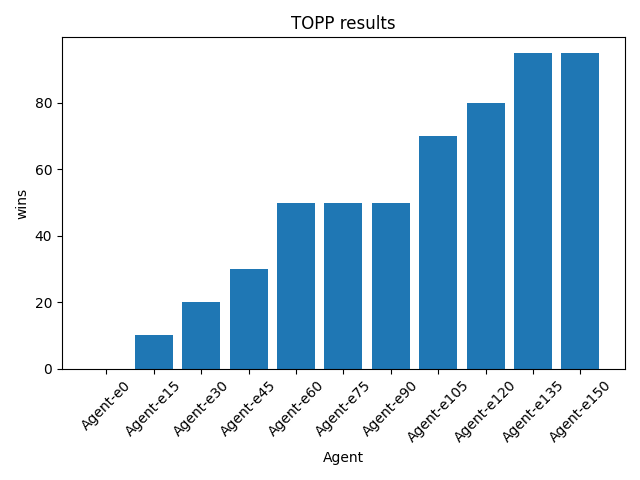 TOPP results
wins
80
60
40
20
0
Agent-e0
Agent-e15
Agent-e30
Agent-e45
Agent-e60
Agent-e75
Agent-e90
Agent-e105
Agent-e120
Agent-e135
Agent-e150
Agent